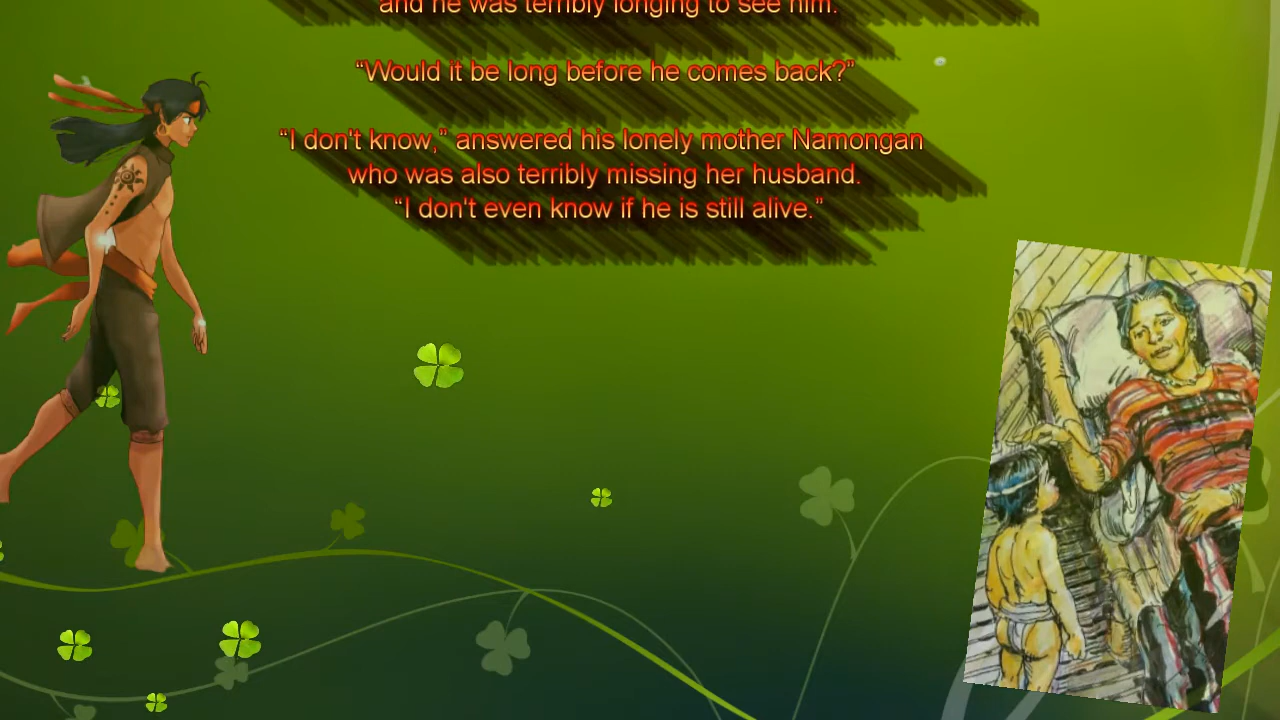 and he was terribly longing to see him.
“Would it be long before he comes back?”
“I don't know,” answered his lonely mother Namongan
who was also terribly missing her husband.
“I don't even know if he is still alive.”